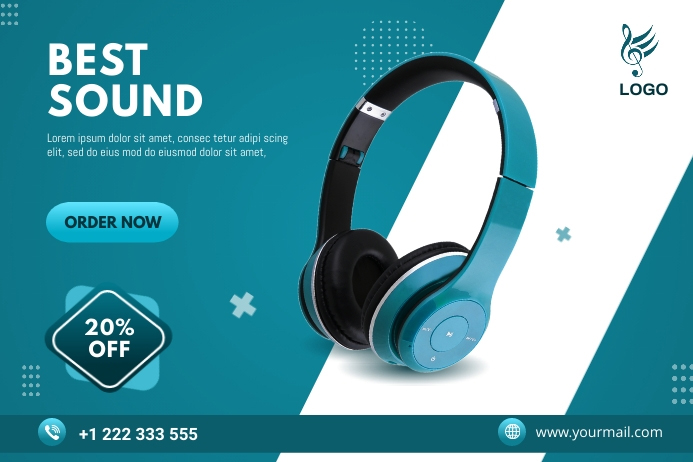 BEST
SOUND
Lorem ipsum dolor sit amet, consec tetur adipi scing
elit, sed do eius mod do eiusmod dolor sit amet,
ORDER NOW
20%
OFF
LOGO
+1 222 333 555
www.yourmail.com